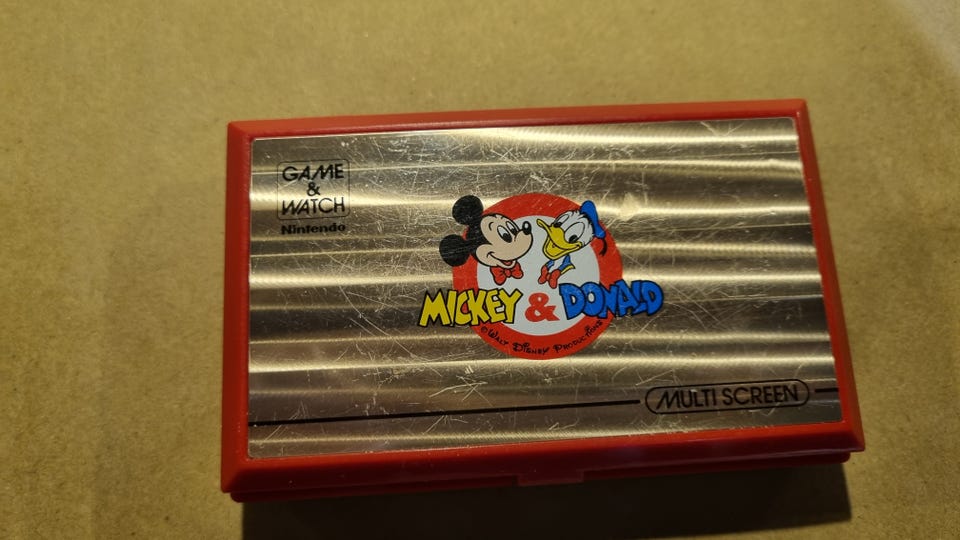 GAME
&
WATCH
Nintendo
MICKEY & DONALD
© WALT DISNEY PRODUCTIONS
MULTI SCREEN